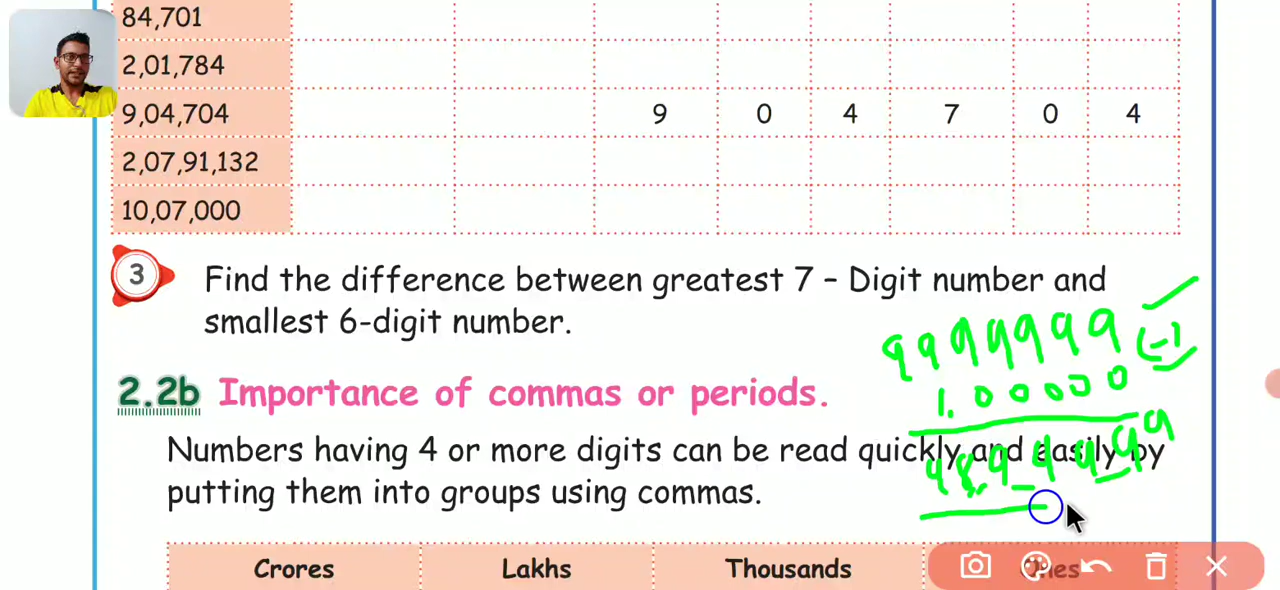 84,701
2,01,784
9,04,704 9 0 4 7 0 4
2,07,91,132
10,07,000
3 Find the difference between greatest 7 – Digit number and
smallest 6-digit number.
9999999 (-)
1,00000
2.2b Importance of commas or periods.
Numbers having 4 or more digits can be read quickly and easily by
98,99999
putting them into groups using commas.
Crores Lakhs Thousands Ones